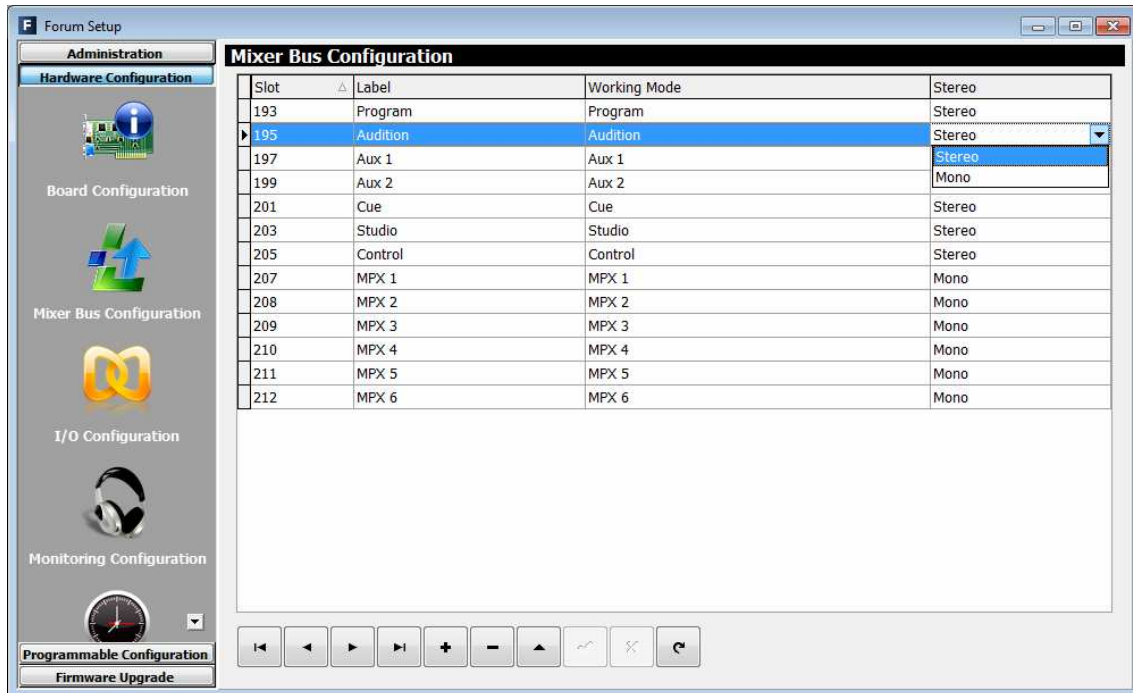 F Forum Setup
Administration
Hardware Configuration
Board Configuration
Mixer Bus Configuration
I/O Configuration
Monitoring Configuration
Programmable Configuration
Firmware Upgrade
Mixer Bus Configuration
Slot Label Working Mode Stereo
193 Program Program Stereo
195 Audition Audition Stereo
Stereo
Mono
197 Aux 1 Aux 1
199 Aux 2 Aux 2
201 Cue Cue Stereo
203 Studio Studio Stereo
205 Control Control Stereo
207 MPX 1 MPX 1 Mono
208 MPX 2 MPX 2 Mono
209 MPX 3 MPX 3 Mono
210 MPX 4 MPX 4 Mono
211 MPX 5 MPX 5 Mono
212 MPX 6 MPX 6 Mono